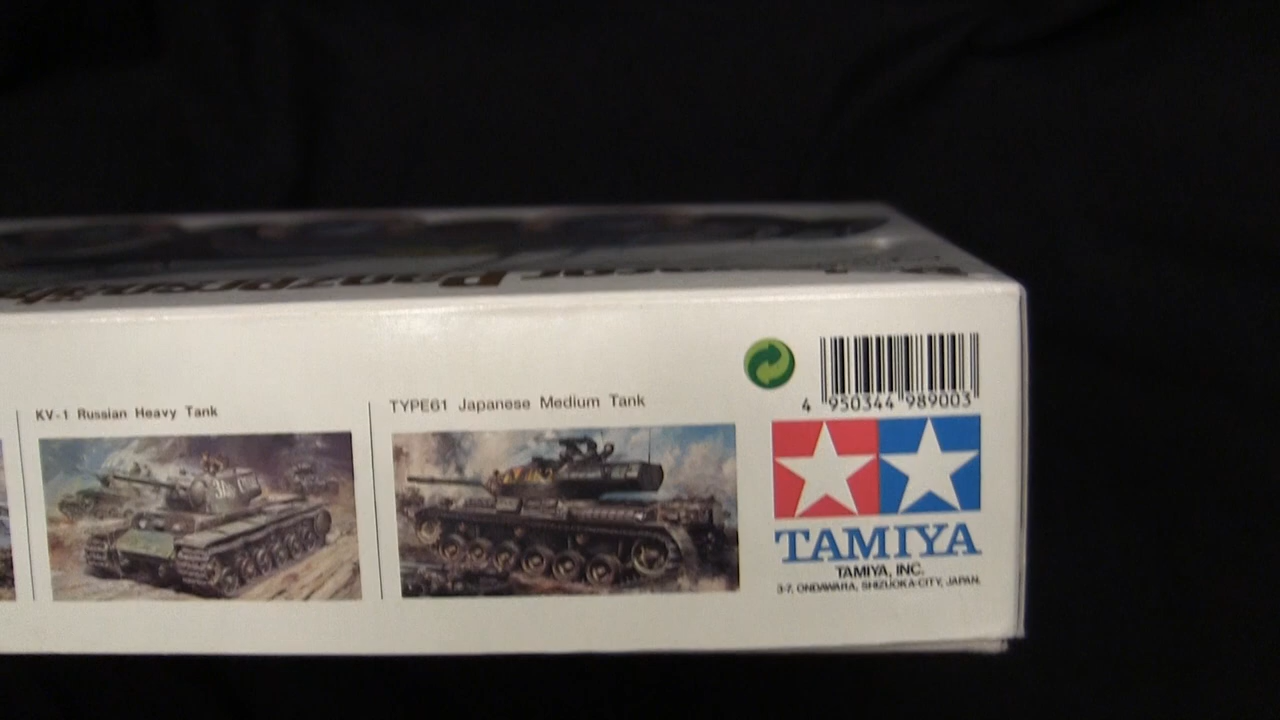 KV-1 Russian Heavy Tank
TYPE61 Japanese Medium Tank
4 950344 989003
TAMIYA
TAMIYA, INC.
3-7, ONDAWARA, SHIZUOKA-CITY, JAPAN.